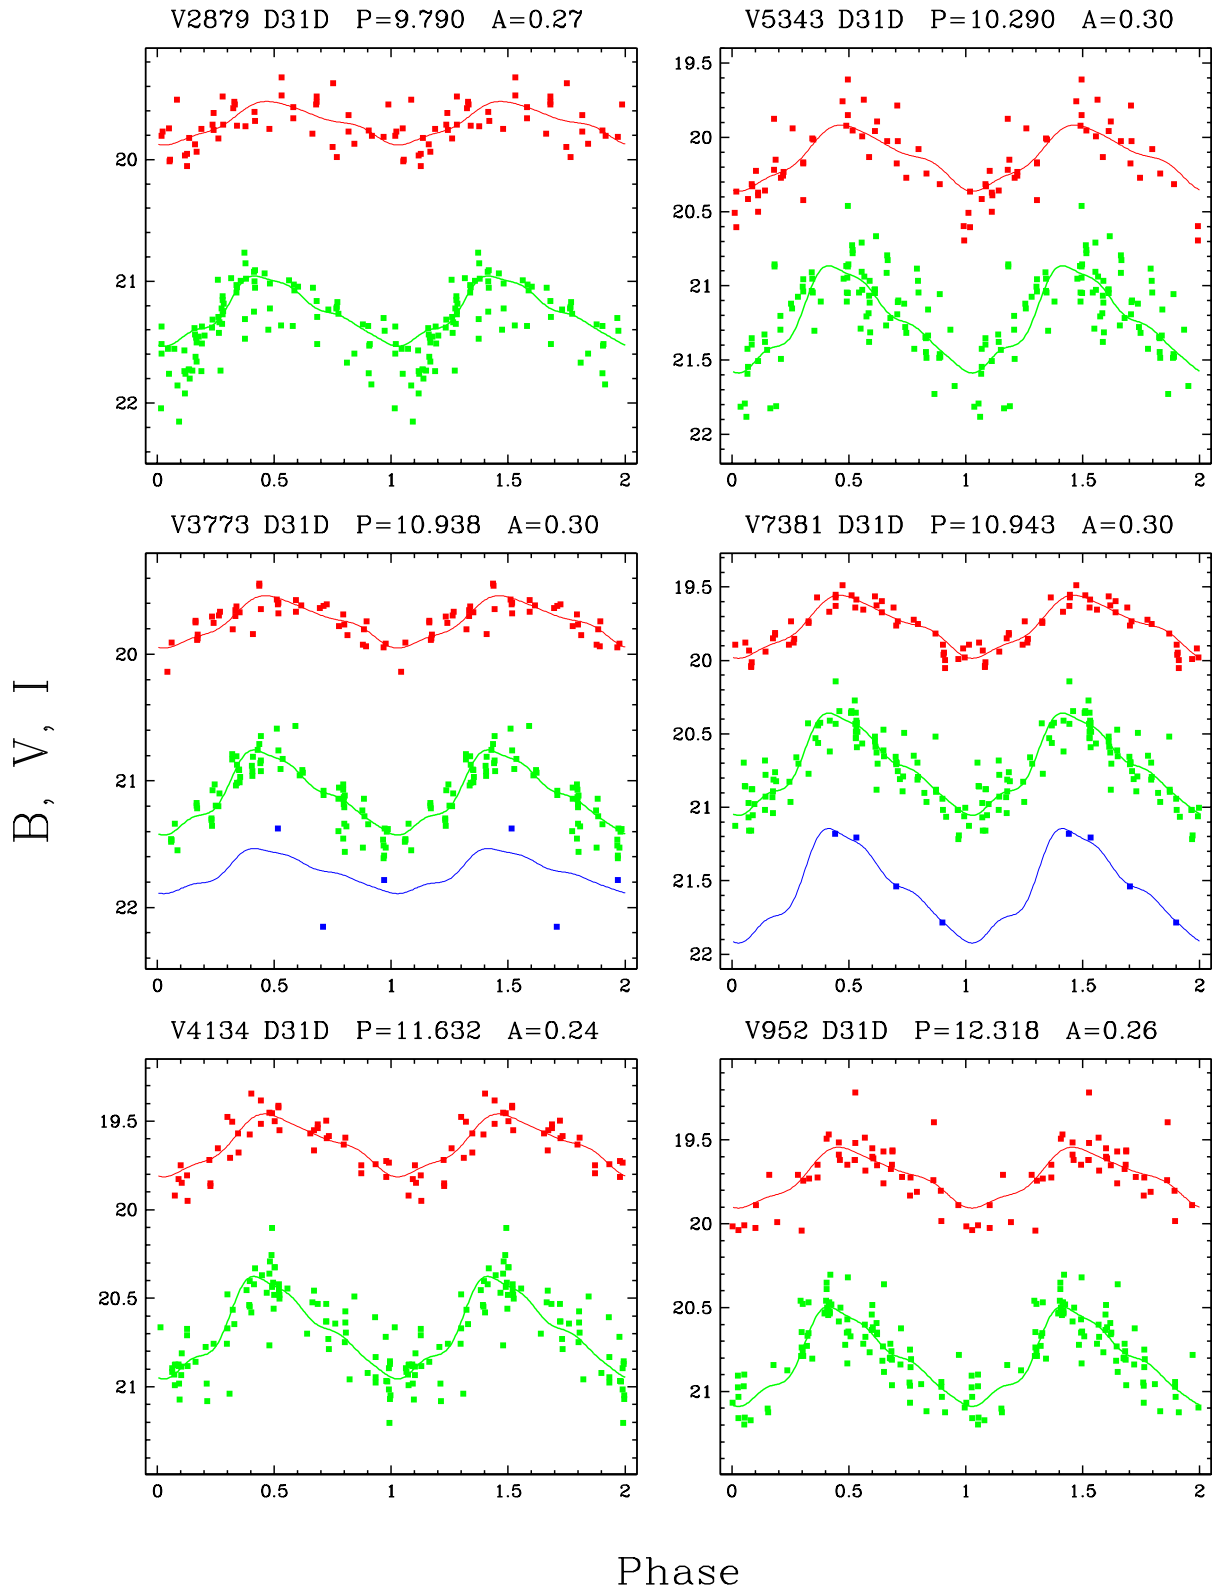 V2879 D31D P=9.790 A=0.27
V5343 D31D P=10.290 A=0.30
20
21
22
0 0.5 1 1.5 2
19.5
20
20.5
21
21.5
22
0 0.5 1 1.5 2
V3773 D31D P=10.938 A=0.30
V7381 D31D P=10.943 A=0.30
B, V, I
20
21
22
0 0.5 1 1.5 2
19.5
20
20.5
21
21.5
22
0 0.5 1 1.5 2
V4134 D31D P=11.632 A=0.24
V952 D31D P=12.318 A=0.26
19.5
20
20.5
21
0 0.5 1 1.5 2
19.5
20
20.5
21
0 0.5 1 1.5 2
Phase